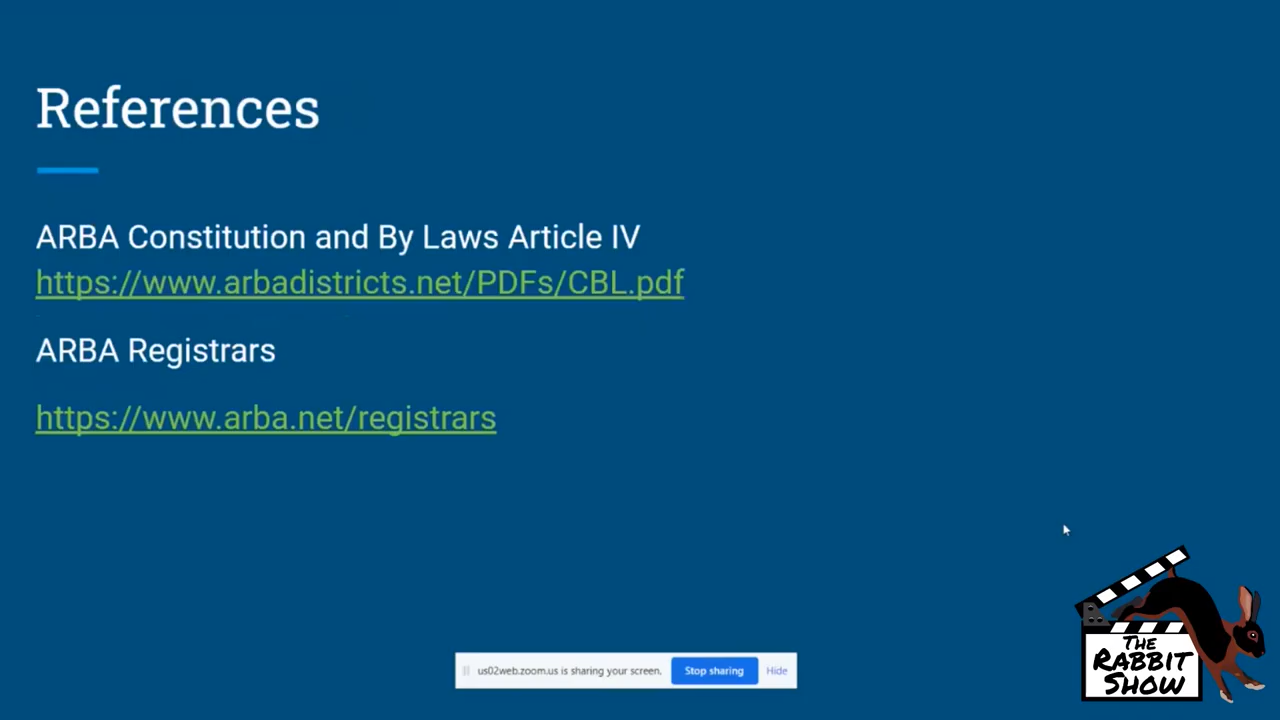 References
ARBA Constitution and By Laws Article IV
https://www.arbadistricts.net/PDFs/CBL.pdf
ARBA Registrars
https://www.arba.net/registrars
us02web.zoom.us is sharing your screen.
Stop sharing
Hide
THE
RABBIT
SHOW